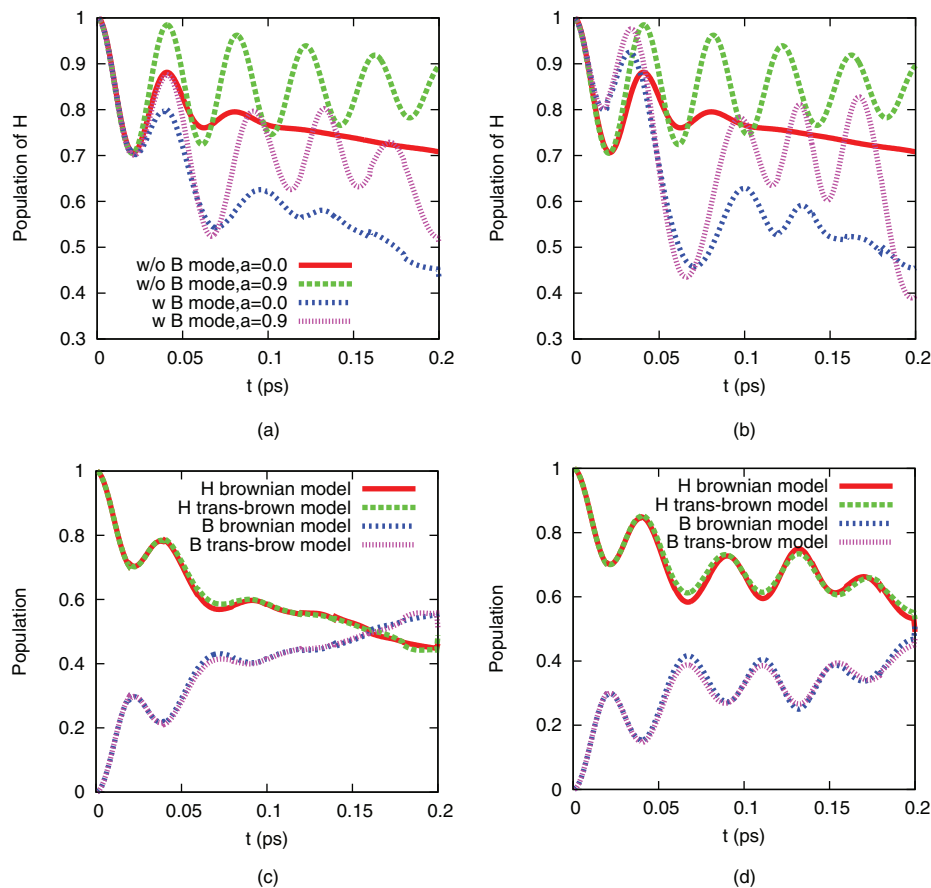 1
0.9
0.8
0.7
0.6
0.5
0.4
0.3
Population of H
w/o B mode,a=0.0
w/o B mode,a=0.9
w B mode,a=0.0
w B mode,a=0.9
0
0.05
0.1
0.15
0.2
t (ps)
(a)
1
0.9
0.8
0.7
0.6
0.5
0.4
0.3
Population of H
0
0.05
0.1
0.15
0.2
t (ps)
(b)
1
0.8
0.6
0.4
0.2
0
Population
H brownian model
H trans-brown model
B brownian model
B trans-brow model
0
0.05
0.1
0.15
0.2
t (ps)
(c)
1
0.8
0.6
0.4
0.2
0
Population
H brownian model
H trans-brown model
B brownian model
B trans-brow model
0
0.05
0.1
0.15
0.2
t (ps)
(d)